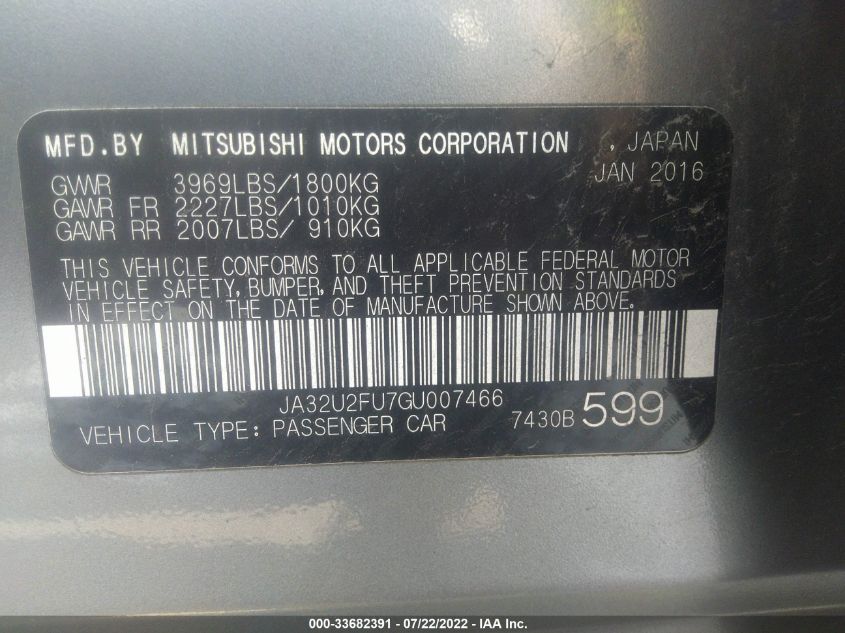 MFD.BY MITSUBISHI MOTORS CORPORATION , JAPAN
JAN 2016
GVWR 3969LBS/1800KG
GAWR FR 2227LBS/1010KG
GAWR RR 2007LBS/ 910KG
THIS VEHICLE CONFORMS TO ALL APPLICABLE FEDERAL MOTOR
VEHICLE SAFETY, BUMPER, AND THEFT PREVENTION STANDARDS
IN EFFECT ON THE DATE OF MANUFACTURE SHOWN ABOVE.
JA32U2FU7GU007466
VEHICLE TYPE: PASSENGER CAR 7430B 599
000-33682391 - 07/22/2022 - IAA Inc.